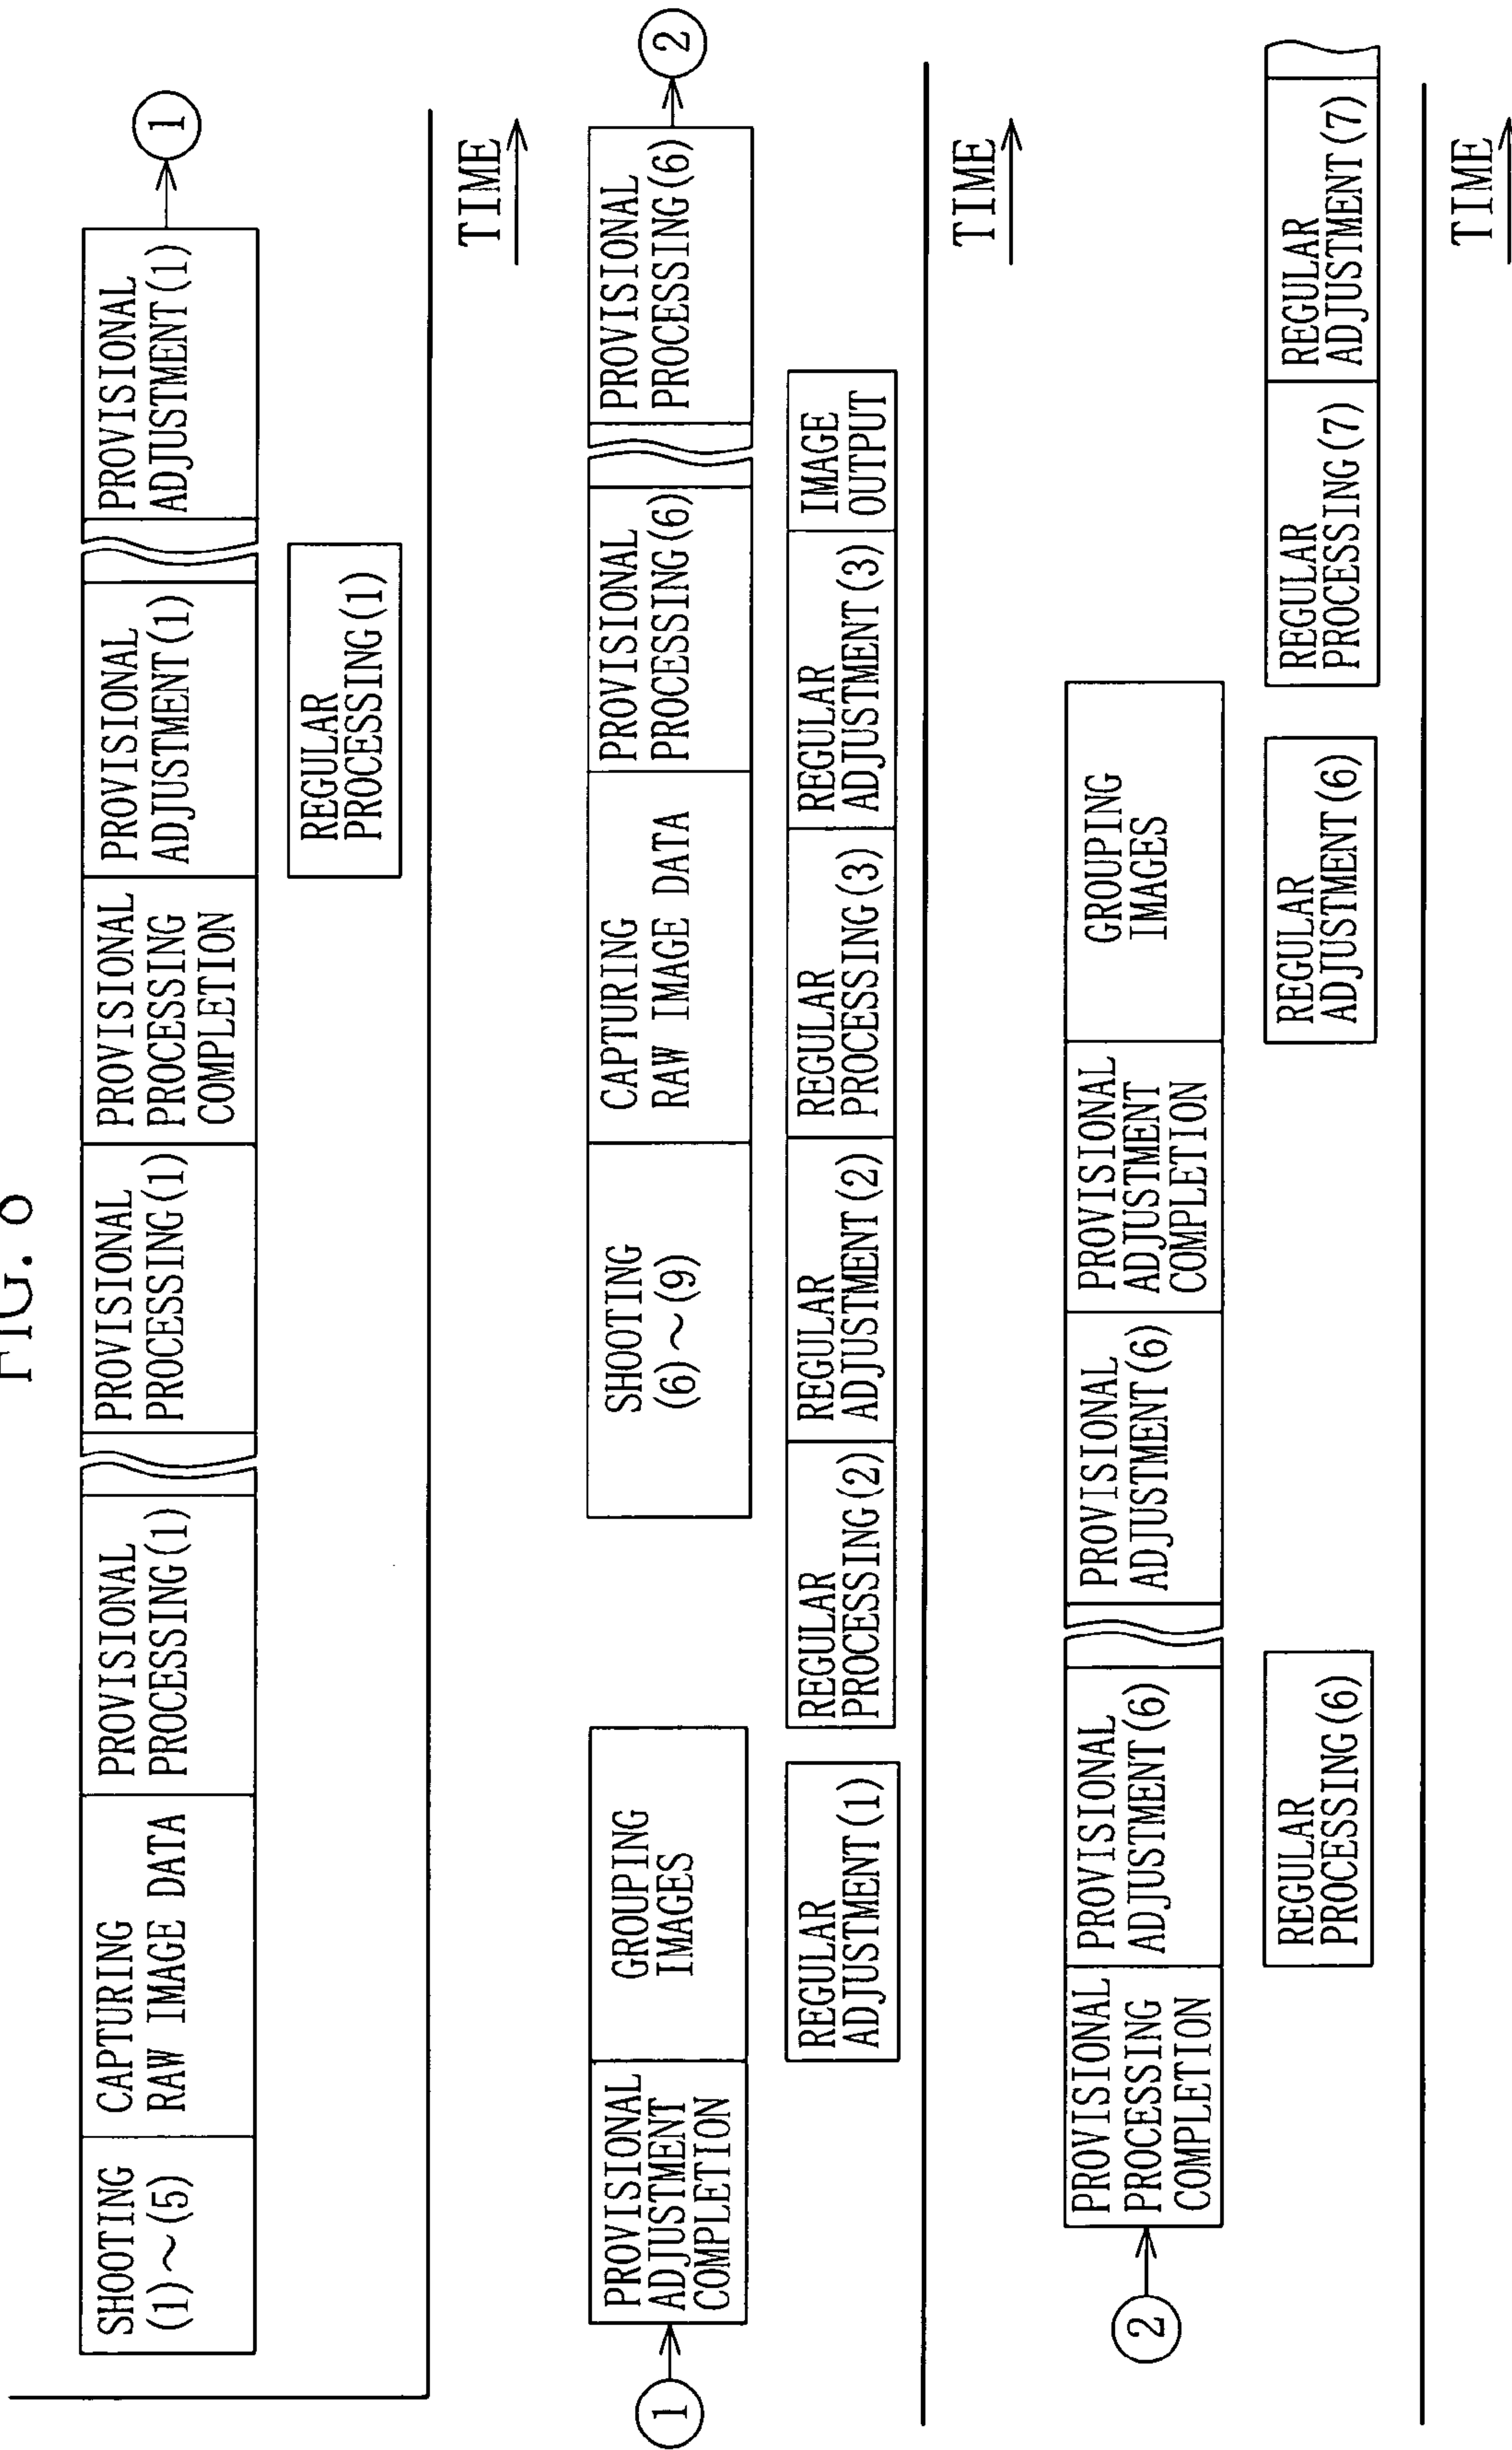 FIG.
SHOOTING
(1)~(5)
CAPTURING
RAW IMAGE DATA
PROVISIONAL
PROCESSING(1)
PROVISIONAL
PROCESSING(1)
PROVISIONAL
PROCESSING
COMPLETION
PROVISIONAL
ADJUSTMENT(1)
PROVISIONAL
ADJUSTMENT(1)
1
REGULAR
PROCESSING(1)
TIME
1
PROVISIONAL
ADJUSTMENT
COMPLETION
GROUPING
IMAGES
SHOOTING
(6)~(9)
CAPTURING
RAW IMAGE DATA
PROVISIONAL
PROCESSING(6)
PROVISIONAL
PROCESSING(6)
2
REGULAR
ADJUSTMENT(1)
REGULAR
PROCESSING(2)
REGULAR
ADJUSTMENT(2)
REGULAR
PROCESSING(3)
REGULAR
ADJUSTMENT(3)
IMAGE
OUTPUT
TIME
2
PROVISIONAL
PROCESSING
COMPLETION
PROVISIONAL
ADJUSTMENT(6)
PROVISIONAL
ADJUSTMENT(6)
PROVISIONAL
ADJUSTMENT
COMPLETION
GROUPING
IMAGES
REGULAR
PROCESSING(6)
REGULAR
ADJUSTMENT(6)
REGULAR
PROCESSING(7)
REGULAR
ADJUSTMENT(7)
TIME